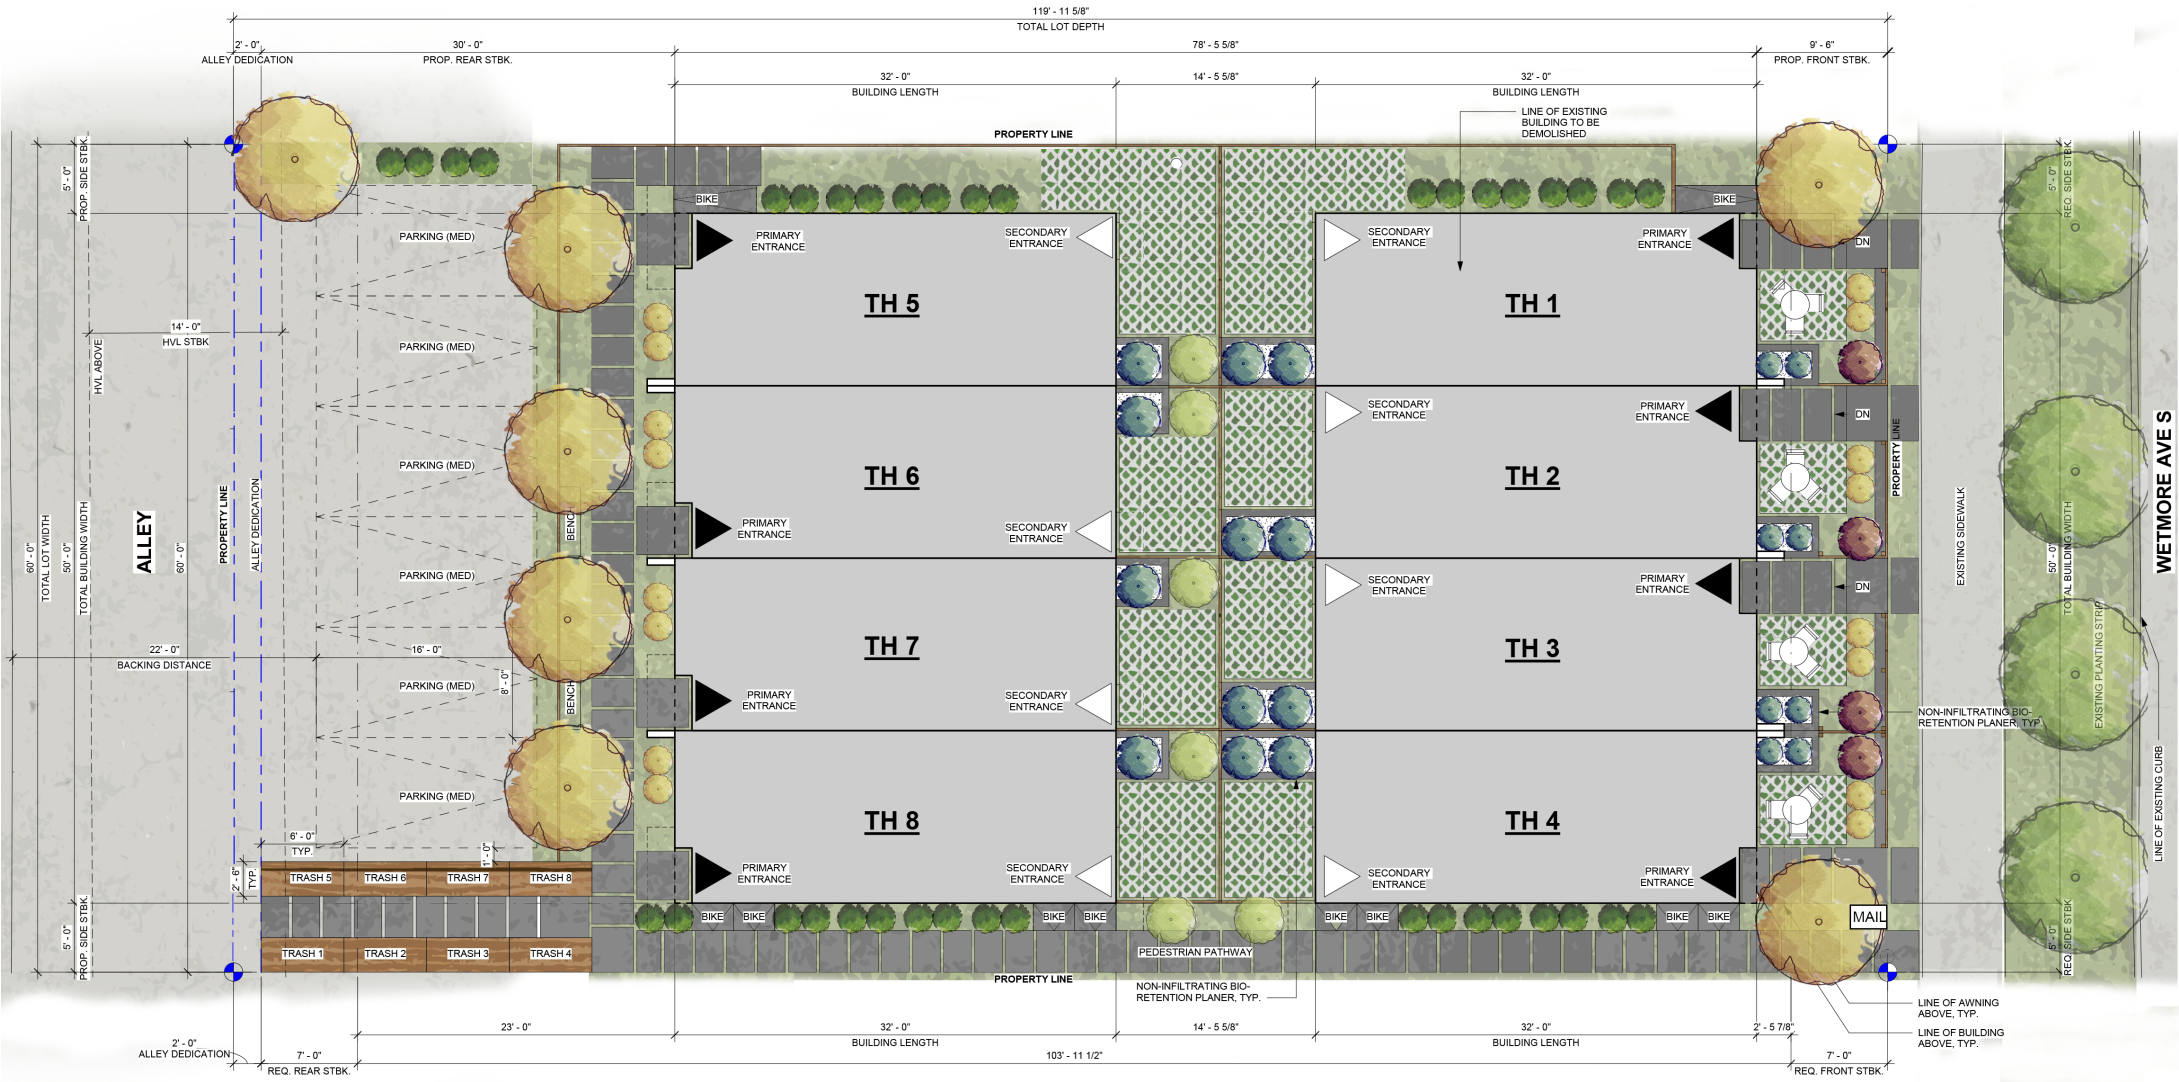 119' - 11 5/8"
TOTAL LOT DEPTH
2' - 0"
ALLEY DEDICATION
30' - 0"
PROP. REAR STBK.
78' - 5 5/8"
9' - 6"
PROP. FRONT STBK.
32' - 0"
BUILDING LENGTH
14' - 5 5/8"
32' - 0"
BUILDING LENGTH
LINE OF EXISTING
BUILDING TO BE
DEMOLISHED
PROPERTY LINE
5' - 0"
PROP. SIDE STBK.
5' - 0"
REQ. SIDE STBK.
BIKE
BIKE
PARKING (MED)
PRIMARY
ENTRANCE
SECONDARY
ENTRANCE
SECONDARY
ENTRANCE
PRIMARY
ENTRANCE
DN
TH 5
TH 1
14' - 0"
HVL STBK
HVL ABOVE
PARKING (MED)
SECONDARY
ENTRANCE
PRIMARY
ENTRANCE
DN
PROPERTY LINE
WETMORE AVE S
PARKING (MED)
TH 6
TH 2
60' - 0"
TOTAL LOT WIDTH
50' - 0"
TOTAL BUILDING WIDTH
ALLEY
60' - 0"
PROPERTY LINE
ALLEY DEDICATION
BENCH
PRIMARY
ENTRANCE
SECONDARY
ENTRANCE
EXISTING SIDEWALK
50' - 0"
TOTAL BUILDING WIDTH
PARKING (MED)
SECONDARY
ENTRANCE
PRIMARY
ENTRANCE
DN
22' - 0"
BACKING DISTANCE
16' - 0"
TH 7
TH 3
EXISTING PLANTING STRIP
PARKING (MED)
8' - 0"
BENCH
PRIMARY
ENTRANCE
SECONDARY
ENTRANCE
NON-INFILTRATING BIO-
RETENTION PLANER, TYP.
LINE OF EXISTING CURB
PARKING (MED)
TH 8
TH 4
6' - 0"
TYP.
1' - 0"
2' - 6"
TYP.
TRASH 5
TRASH 6
TRASH 7
TRASH 8
PRIMARY
ENTRANCE
SECONDARY
ENTRANCE
SECONDARY
ENTRANCE
PRIMARY
ENTRANCE
5' - 0"
PROP. SIDE STBK.
BIKE
BIKE
BIKE
BIKE
BIKE
BIKE
BIKE
BIKE
MAIL
5' - 0"
REQ. SIDE STBK
TRASH 1
TRASH 2
TRASH 3
TRASH 4
PEDESTRIAN PATHWAY
PROPERTY LINE
NON-INFILTRATING BIO-
RETENTION PLANER, TYP.
LINE OF AWNING
ABOVE, TYP.
LINE OF BUILDING
ABOVE, TYP.
23' - 0"
32' - 0"
BUILDING LENGTH
14' - 5 5/8"
32' - 0"
BUILDING LENGTH
2' - 5 7/8"
2' - 0"
ALLEY DEDICATION
7' - 0"
REQ. REAR STBK.
103' - 11 1/2"
7' - 0"
REQ. FRONT STBK.